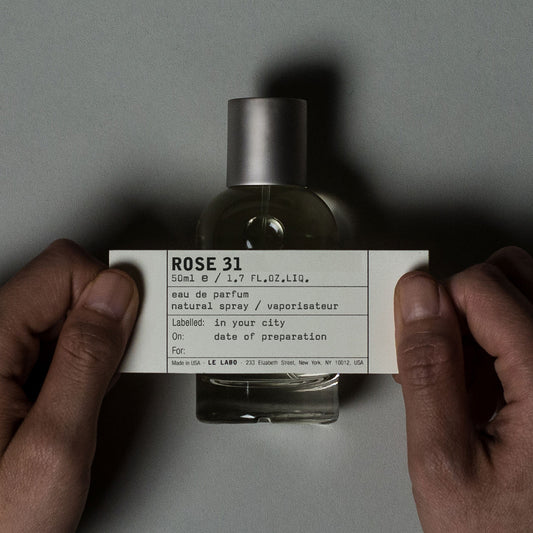 ROSE 31
50ml e / 1.7 FL.OZ.LIQ.
eau de parfum
natural spray / vaporisateur
Labelled: in your city
On: date of preparation
For:
Made in USA - LE LABO - 233 Elizabeth Street, New York, NY 10012, USA